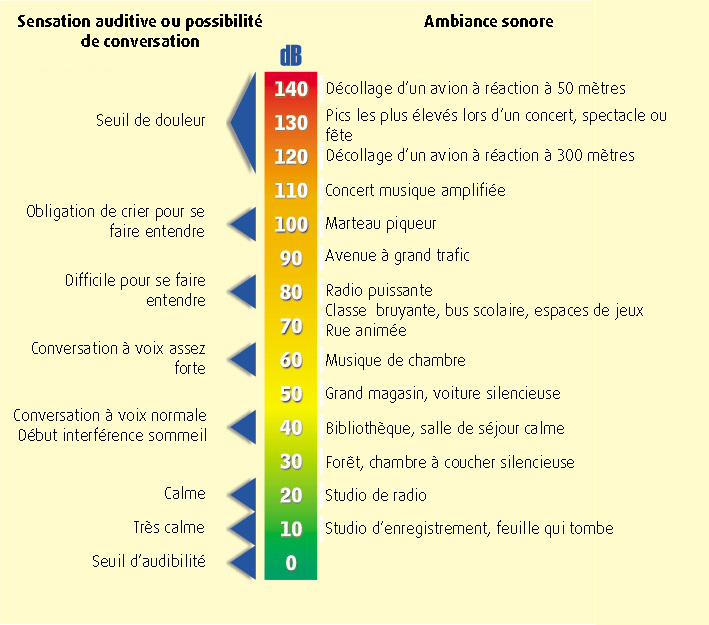 Sensation auditive ou possibilité
de conversation
Ambiance sonore
dB
140 Décollage d'un avion à réaction à 50 mètres
Seuil de douleur
130 Pics les plus élevés lors d'un concert, spectacle ou
fête
120 Décollage d'un avion à réaction à 300 mètres
110 Concert musique amplifiée
Obligation de crier pour se
faire entendre
100 Marteau piqueur
90 Avenue à grand trafic
Difficile pour se faire
entendre
80 Radio puissante
Classe bruyante, bus scolaire, espaces de jeux
70 Rue animée
Conversation à voix assez
forte
60 Musique de chambre
50 Grand magasin, voiture silencieuse
Conversation à voix normale
Début interférence sommeil
40 Bibliothèque, salle de séjour calme
30 Forêt, chambre à coucher silencieuse
Calme 20 Studio de radio
Très calme 10 Studio d'enregistrement, feuille qui tombe
Seuil d'audibilité 0